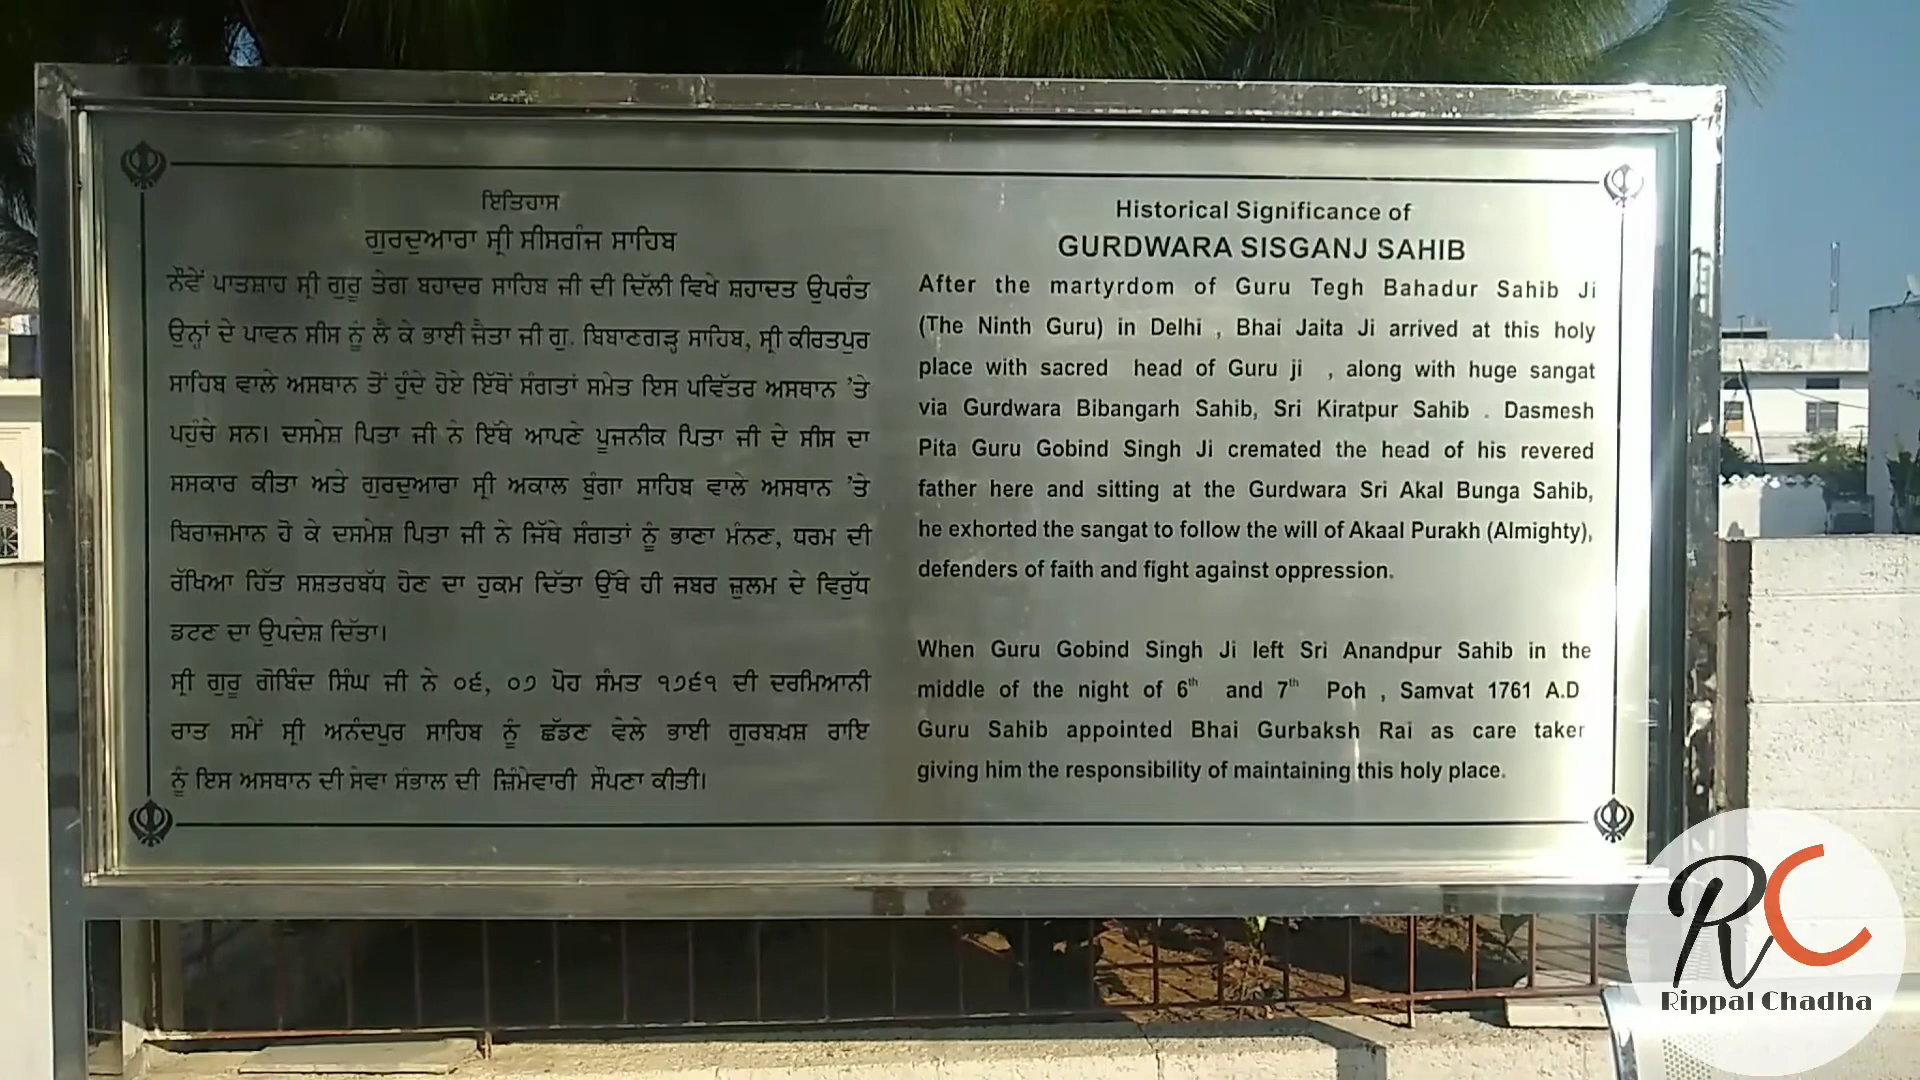 ਇਤਿਹਾਸ
ਗੁਰਦੁਆਰਾ ਸ੍ਰੀ ਸੀਸਗੰਜ ਸਾਹਿਬ
ਨੌਵੇਂ ਪਾਤਸ਼ਾਹ ਸ੍ਰੀ ਗੁਰੂ ਤੇਗ ਬਹਾਦਰ ਸਾਹਿਬ ਜੀ ਦੀ ਦਿੱਲੀ ਵਿਖੇ ਸ਼ਹਾਦਤ ਉਪਰੰਤ
ਉਨ੍ਹਾਂ ਦੇ ਪਾਵਨ ਸੀਸ ਨੂੰ ਲੈ ਕੇ ਭਾਈ ਜੈਤਾ ਜੀ ਗੁ. ਬਿਬਾਣਗੜ੍ਹ ਸਾਹਿਬ, ਸ੍ਰੀ ਕੀਰਤਪੁਰ
ਸਾਹਿਬ ਵਾਲੇ ਅਸਥਾਨ ਤੋਂ ਹੁੰਦੇ ਹੋਏ ਇੱਥੋਂ ਸੰਗਤਾਂ ਸਮੇਤ ਇਸ ਪਵਿੱਤਰ ਅਸਥਾਨ ’ਤੇ
ਪਹੁੰਚੇ ਸਨ। ਦਸਮੇਸ਼ ਪਿਤਾ ਜੀ ਨੇ ਇੱਥੇ ਆਪਣੇ ਪੂਜਨੀਕ ਪਿਤਾ ਜੀ ਦੇ ਸੀਸ ਦਾ
ਸਸਕਾਰ ਕੀਤਾ ਅਤੇ ਗੁਰਦੁਆਰਾ ਸ੍ਰੀ ਅਕਾਲ ਬੁੰਗਾ ਸਾਹਿਬ ਵਾਲੇ ਅਸਥਾਨ ’ਤੇ
ਬਿਰਾਜਮਾਨ ਹੋ ਕੇ ਦਸਮੇਸ਼ ਪਿਤਾ ਜੀ ਨੇ ਜਿੱਥੇ ਸੰਗਤਾਂ ਨੂੰ ਭਾਣਾ ਮੰਨਣ, ਧਰਮ ਦੀ
ਰੱਖਿਆ ਹਿੱਤ ਸਸ਼ਤਰਬੱਧ ਹੋਣ ਦਾ ਹੁਕਮ ਦਿੱਤਾ ਉੱਥੇ ਹੀ ਜਬਰ ਜ਼ੁਲਮ ਦੇ ਵਿਰੁੱਧ
ਡਟਣ ਦਾ ਉਪਦੇਸ਼ ਦਿੱਤਾ।
ਸ੍ਰੀ ਗੁਰੂ ਗੋਬਿੰਦ ਸਿੰਘ ਜੀ ਨੇ ੦੬, ੦੭ ਪੋਹ ਸੰਮਤ ੧੭੬੧ ਦੀ ਦਰਮਿਆਨੀ
ਰਾਤ ਸਮੇਂ ਸ੍ਰੀ ਅਨੰਦਪੁਰ ਸਾਹਿਬ ਨੂੰ ਛੱਡਣ ਵੇਲੇ ਭਾਈ ਗੁਰਬਖ਼ਸ਼ ਰਾਇ
ਨੂੰ ਇਸ ਅਸਥਾਨ ਦੀ ਸੇਵਾ ਸੰਭਾਲ ਦੀ ਜ਼ਿੰਮੇਵਾਰੀ ਸੌਪਣਾ ਕੀਤੀ।
Historical Significance of
GURDWARA SISGANJ SAHIB
After the martyrdom of Guru Tegh Bahadur Sahib Ji
(The Ninth Guru) in Delhi , Bhai Jaita Ji arrived at this holy
place with sacred head of Guru ji , along with huge sangat
via Gurdwara Bibangarh Sahib, Sri Kiratpur Sahib . Dasmesh
Pita Guru Gobind Singh Ji cremated the head of his revered
father here and sitting at the Gurdwara Sri Akal Bunga Sahib,
he exhorted the sangat to follow the will of Akaal Purakh (Almighty),
defenders of faith and fight against oppression.
When Guru Gobind Singh Ji left Sri Anandpur Sahib in the
middle of the night of 6th and 7th Poh , Samvat 1761 A.D
Guru Sahib appointed Bhai Gurbaksh Rai as care taker
giving him the responsibility of maintaining this holy place.
RC
Rippal Chadha